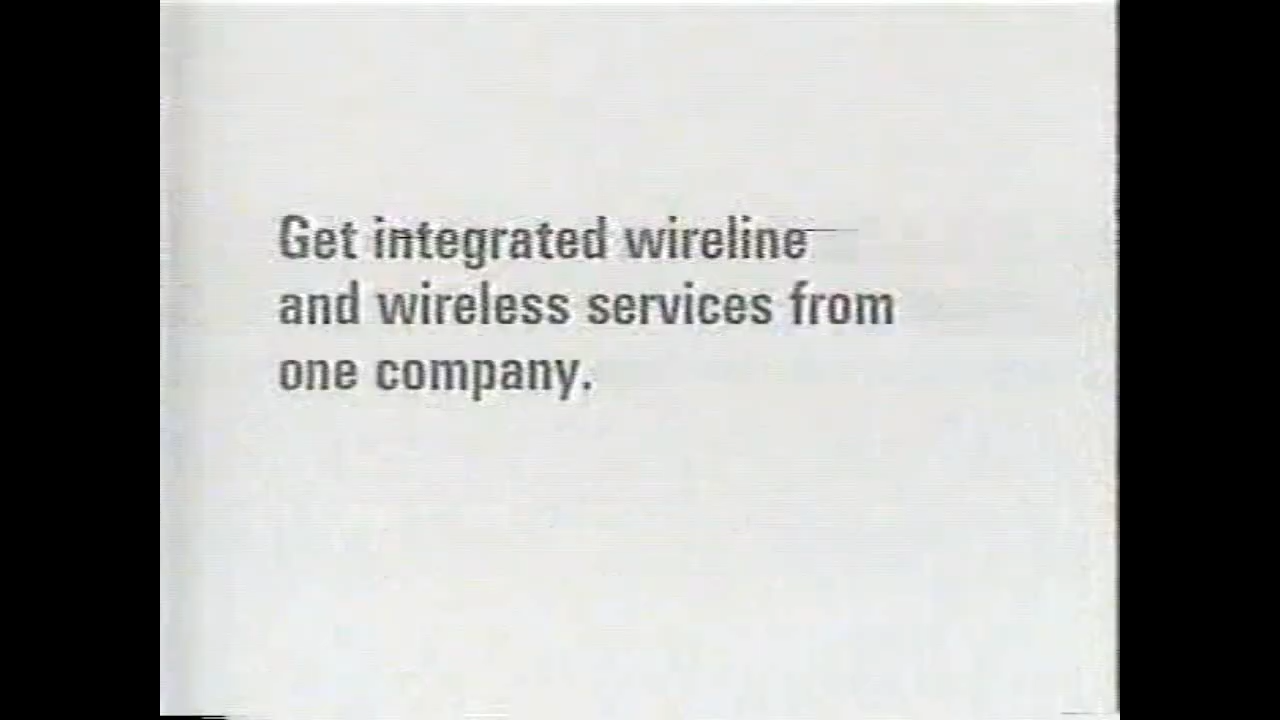 Get integrated wireline
and wireless services from
one company.